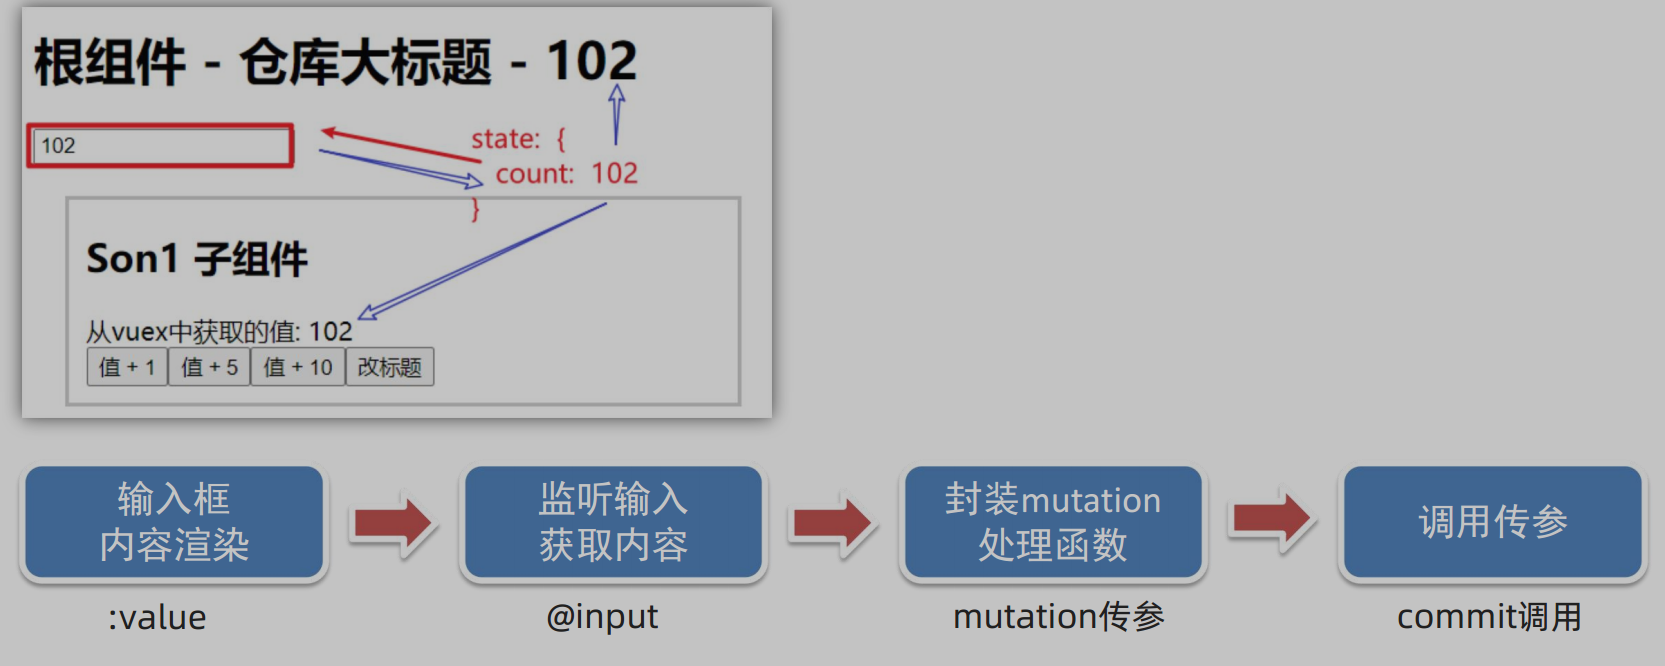 根组件 - 仓库大标题 - 102
102
state: {
count: 102
}
Son1 子组件
从vuex中获取的值: 102
值 + 1
值 + 5
值 + 10
改标题
输入框
内容渲染
监听输入
获取内容
封装mutation
处理函数
调用传参
:value
@input
mutation传参
commit调用